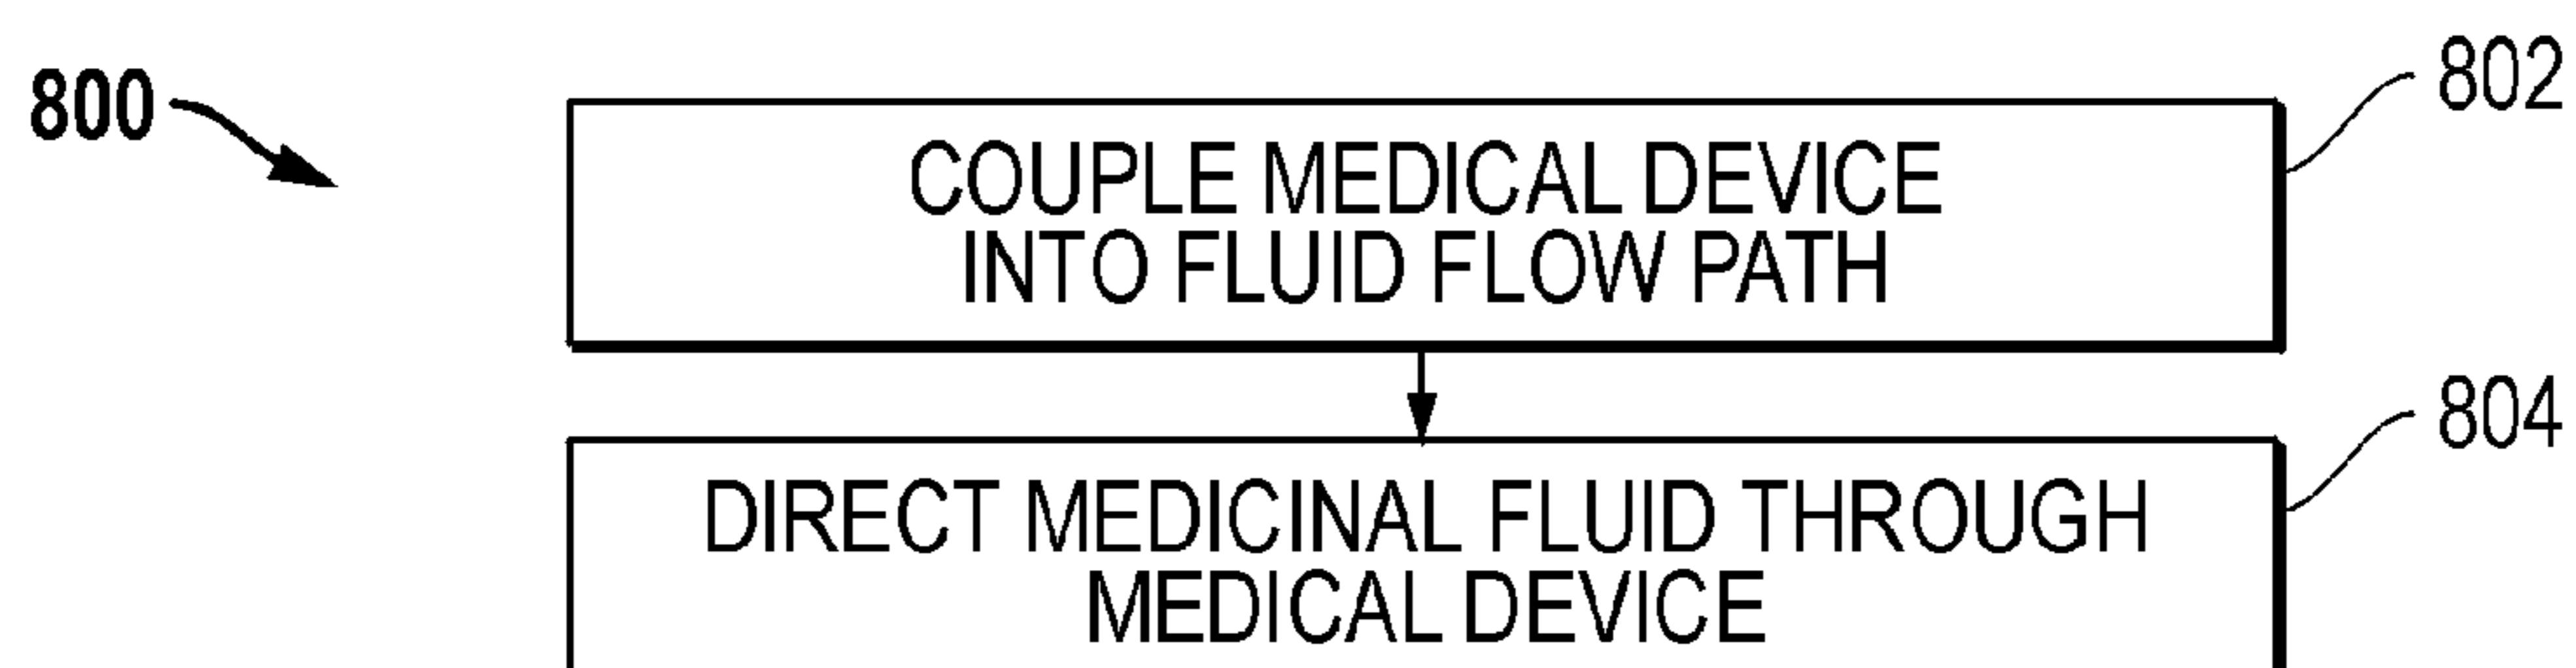 800
802
COUPLE MEDICAL DEVICE
INTO FLUID FLOW PATH
804
DIRECT MEDICINAL FLUID THROUGH
MEDICAL DEVICE